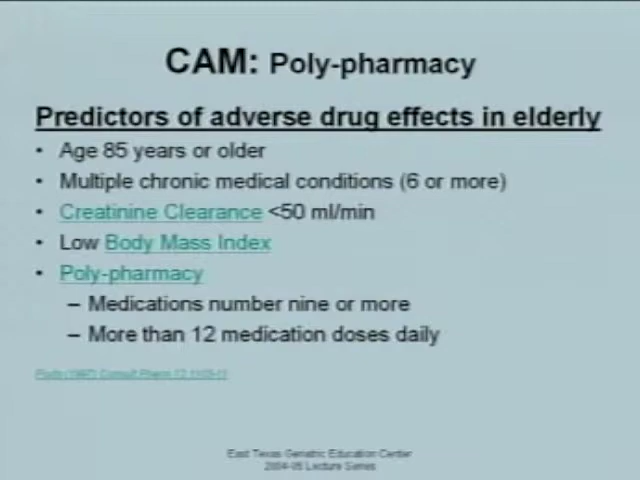 CAM: Poly-pharmacy
Predictors of adverse drug effects in elderly
• Age 85 years or older
• Multiple chronic medical conditions (6 or more)
• Creatinine Clearance <50 ml/min
• Low Body Mass Index
• Poly-pharmacy
– Medications number nine or more
– More than 12 medication doses daily
East Texas Geriatric Education Center
2004-05 Lecture Series